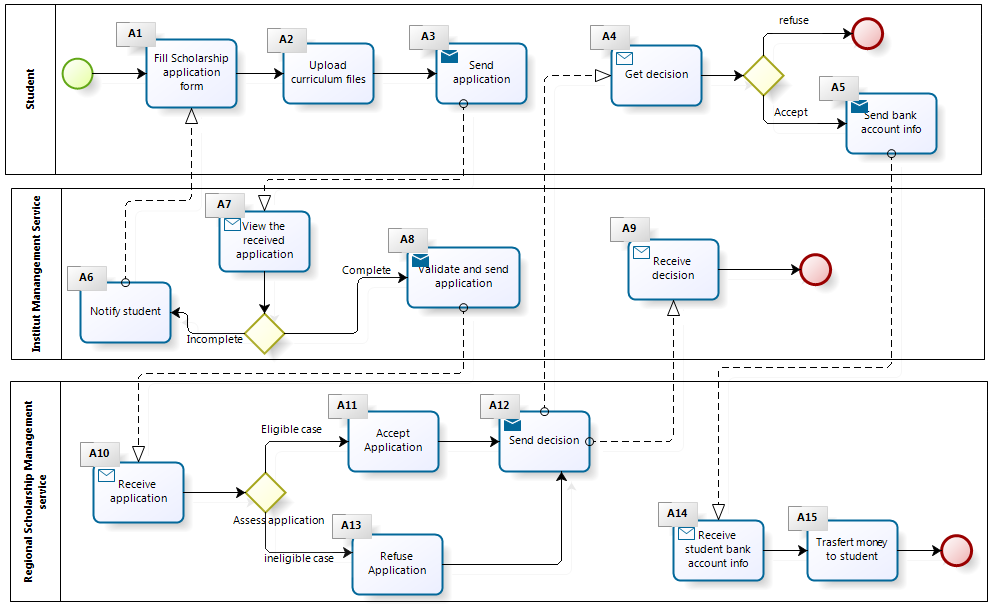 Student
A1
Fill Scholarship
application
form
A2
Upload
curriculum files
A3
Send
application
A4
Get decision
refuse
Accept
A5
Send bank
account info
Institut Manangement Service
A6
Notify student
A7
View the
received
application
Incomplete
Complete
A8
Validate and send
application
A9
Receive
decision
Regional Scholarship Management
service
A10
Receive
application
Assess application
Eligible case
ineligible case
A11
Accept
Application
A12
Send decision
A13
Refuse
Application
A14
Receive
student bank
account info
A15
Trasfert money
to student